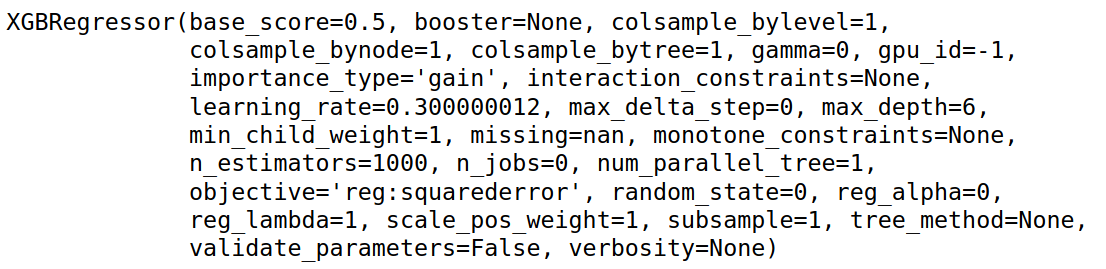 XGBRegressor(base_score=0.5, booster=None, colsample_bylevel=1,
colsample_bynode=1, colsample_bytree=1, gamma=0, gpu_id=-1,
importance_type='gain', interaction_constraints=None,
learning_rate=0.300000012, max_delta_step=0, max_depth=6,
min_child_weight=1, missing=nan, monotone_constraints=None,
n_estimators=1000, n_jobs=0, num_parallel_tree=1,
objective='reg:squarederror', random_state=0, reg_alpha=0,
reg_lambda=1, scale_pos_weight=1, subsample=1, tree_method=None,
validate_parameters=False, verbosity=None)